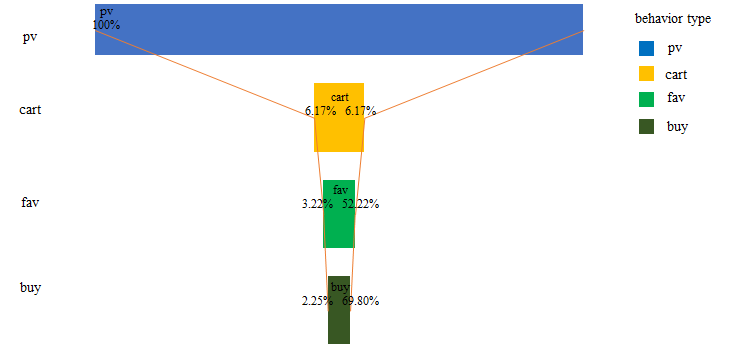 pv
100%
pv
cart
cart
6.17% 6.17%
fav
fav
3.22% 52.22%
buy
buy
2.25% 69.80%
behavior type
pv
cart
fav
buy